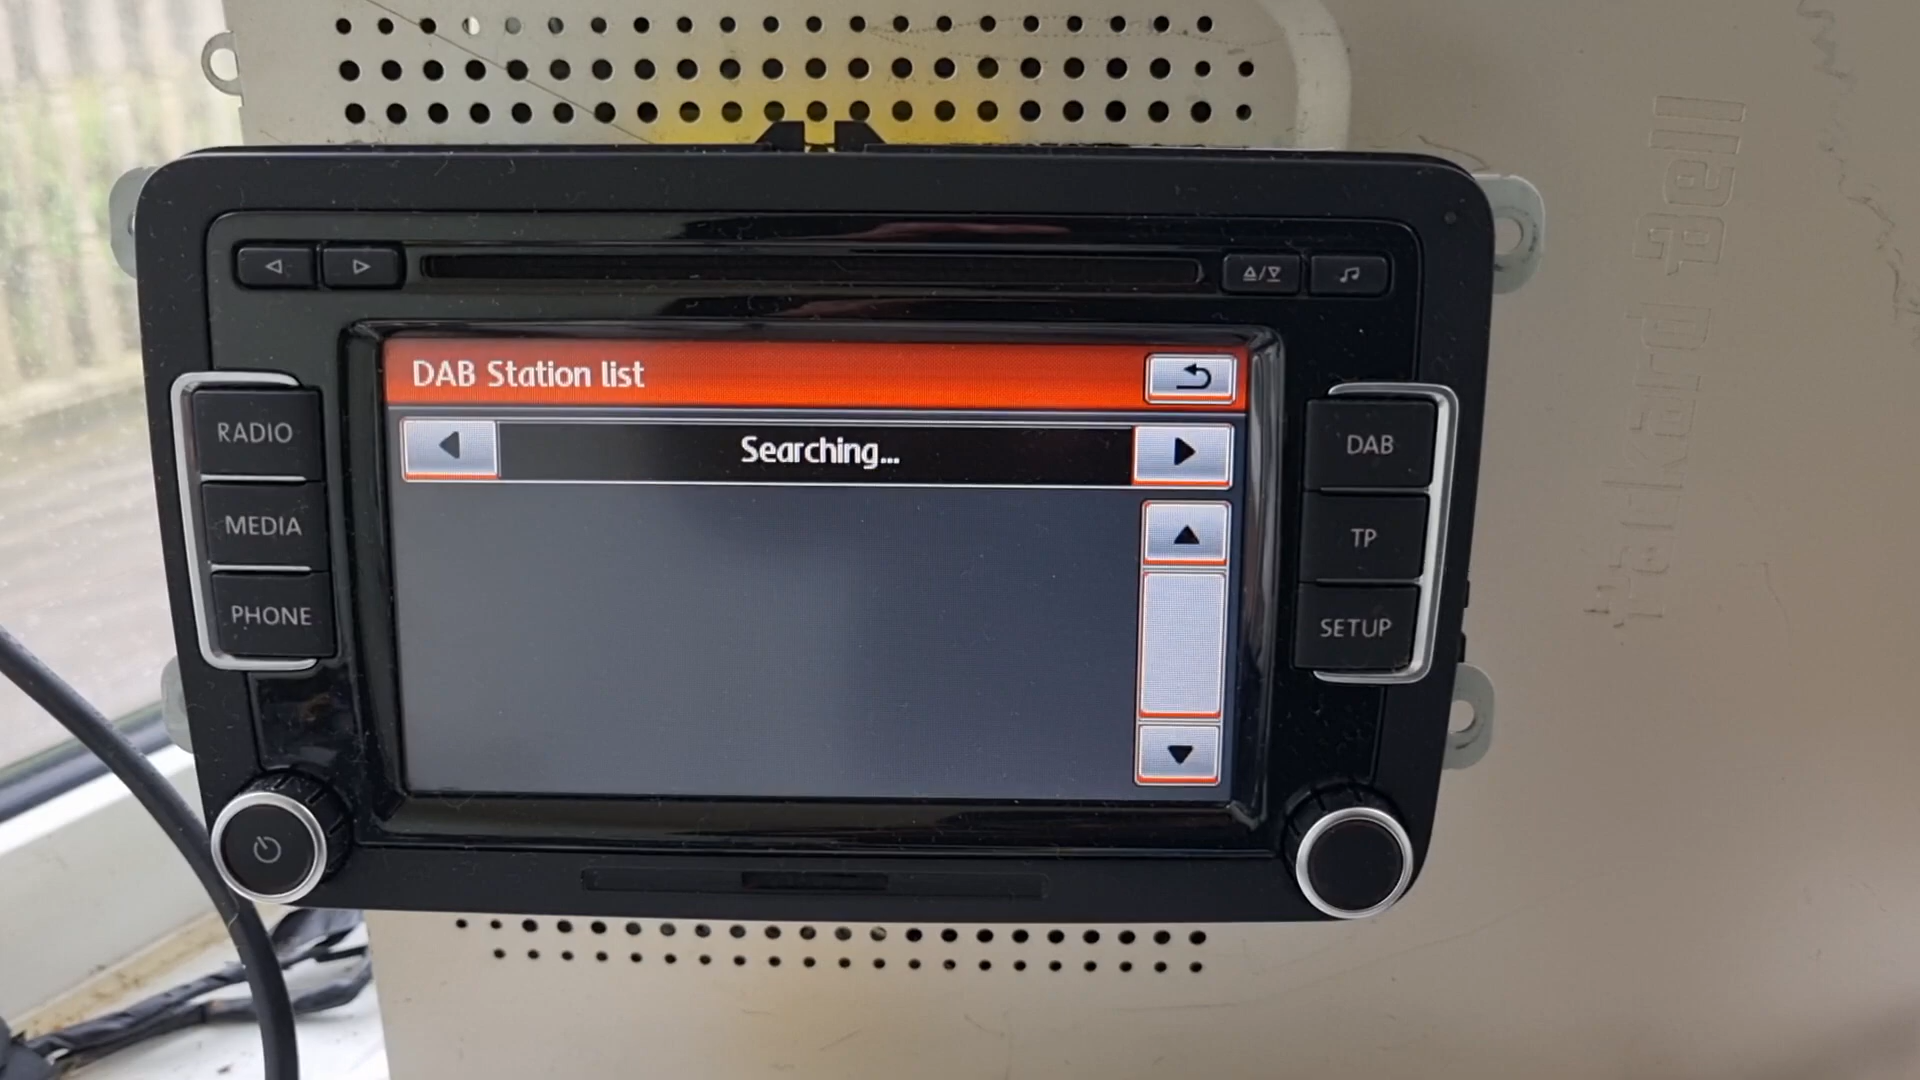 DAB Station list
Searching...
RADIO
MEDIA
PHONE
DAB
TP
SETUP